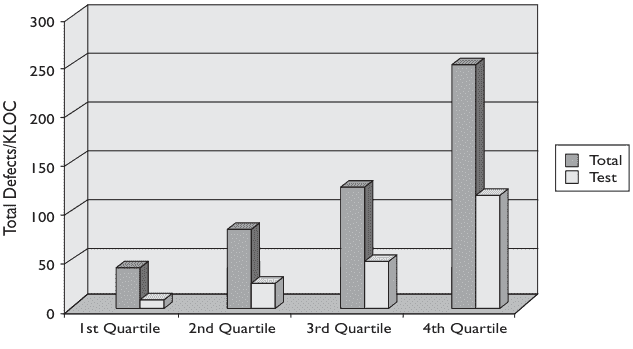 Total Defects/KLOC
300
250
200
150
100
50
0
1st Quartile
2nd Quartile
3rd Quartile
4th Quartile
Total
Test